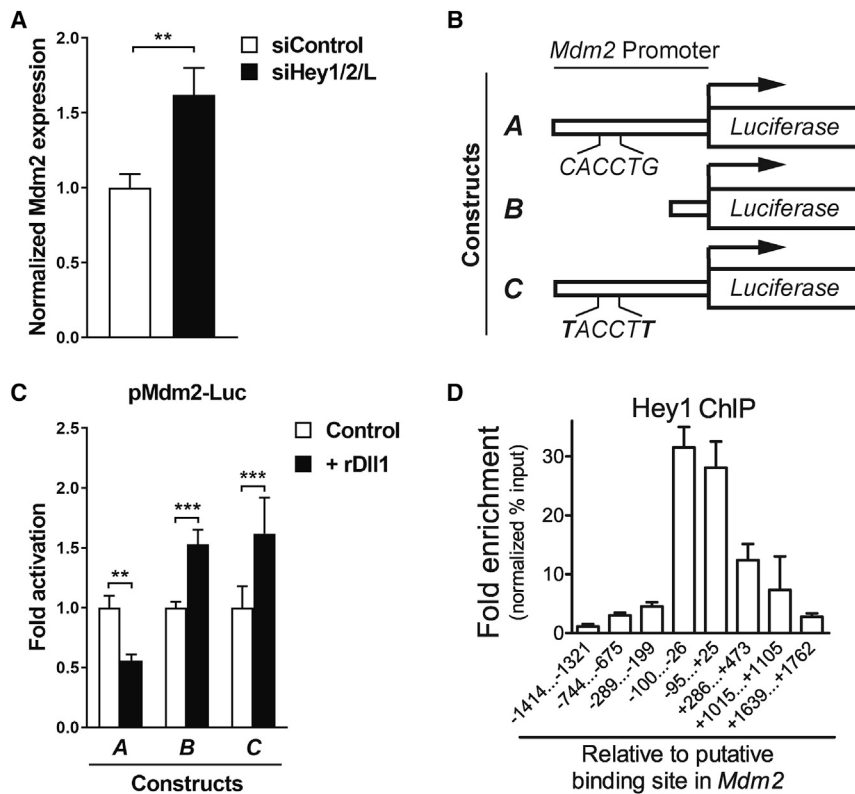 A
Normalized Mdm2 expression
2.0
1.5
1.0
0.5
0.0
**
siControl
siHey1/2/L
B
Mdm2 Promoter
Constructs
A
Luciferase
CACCTG
B
Luciferase
C
Luciferase
TACCTT
C
pMdm2-Luc
Fold activation
2.5
2.0
1.5
1.0
0.5
0.0
**
***
***
Control
+ rDll1
A B C
Constructs
D
Hey1 ChIP
Fold enrichment
(normalized % input)
30
20
10
0
-1414...-1321
-744...-675
-289...-199
-100...-26
-95...+25
+286...+473
+1015...+1105
+1639...+1762
Relative to putative
binding site in Mdm2